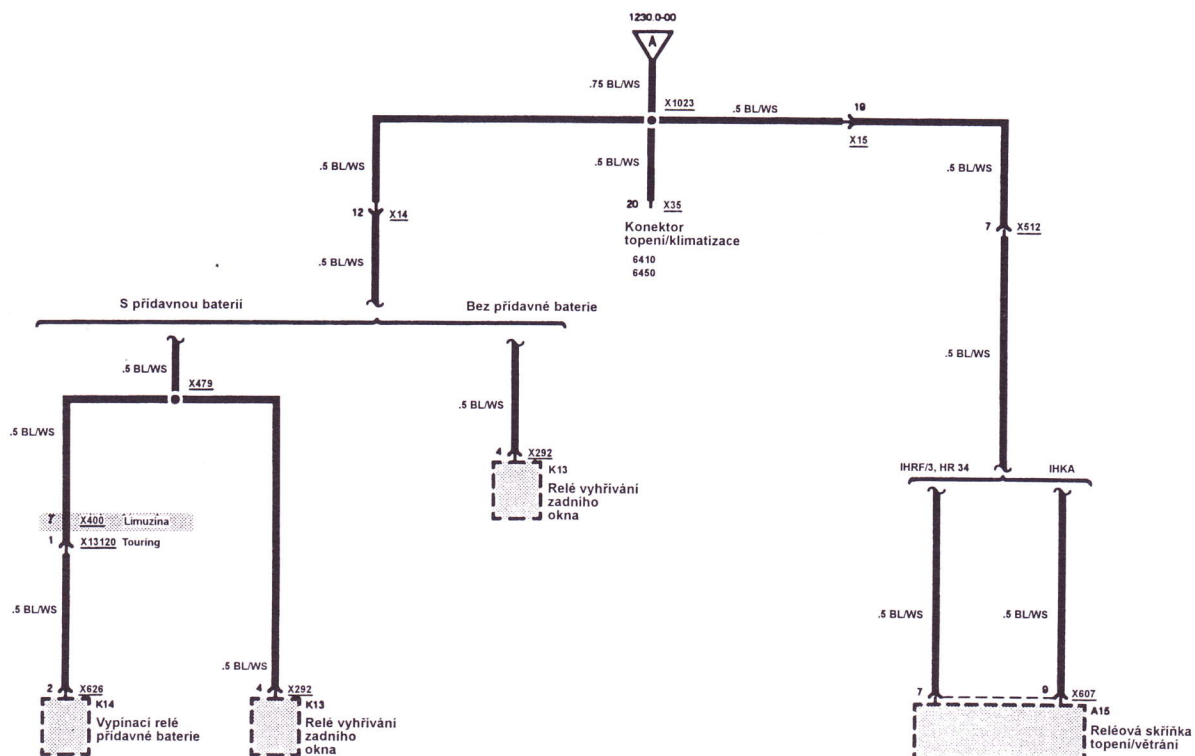 1230.0-00
A
.75 BL/WS
X1023
.5 BL/WS
19
X15
.5 BL/WS
.5 BL/WS
.5 BL/WS
12 X14
20 X35
7 X512
Konektor
topení/klimatizace
6410
6450
.5 BL/WS
S přídavnou baterií
Bez přídavné baterie
.5 BL/WS
.5 BL/WS
X479
.5 BL/WS
.5 BL/WS
4 X292
K13
Relé vyhřívání
zadního
okna
IHRF/3, HR 34
IHKA
7 X400 Limuzína
1 X13120 Touring
.5 BL/WS
.5 BL/WS
.5 BL/WS
.5 BL/WS
2 X626
K14
Vypínací relé
přídavné baterie
4 X292
K13
Relé vyhřívání
zadního
okna
7
9 X607
A15
Reléová skříňka
topení/větrání